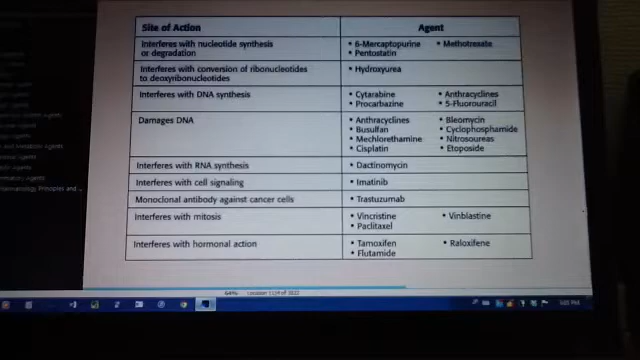 Site of Action Agent
Interferes with nucleotide synthesis or degradation • 6-Mercaptopurine • Methotrexate
• Pentostatin
Interferes with conversion of ribonucleotides to deoxyribonucleotides • Hydroxyurea
Interferes with DNA synthesis • Cytarabine • Anthracyclines
• Procarbazine • 5-Fluorouracil
Damages DNA • Anthracyclines • Bleomycin
• Busulfan • Cyclophosphamide
• Mechlorethamine • Nitrosoureas
• Cisplatin • Etoposide
Interferes with RNA synthesis • Dactinomycin
Interferes with cell signaling • Imatinib
Monoclonal antibody against cancer cells • Trastuzumab
Interferes with mitosis • Vincristine • Vinblastine
• Paclitaxel
Interferes with hormonal action • Tamoxifen • Raloxifene
• Flutamide
64%